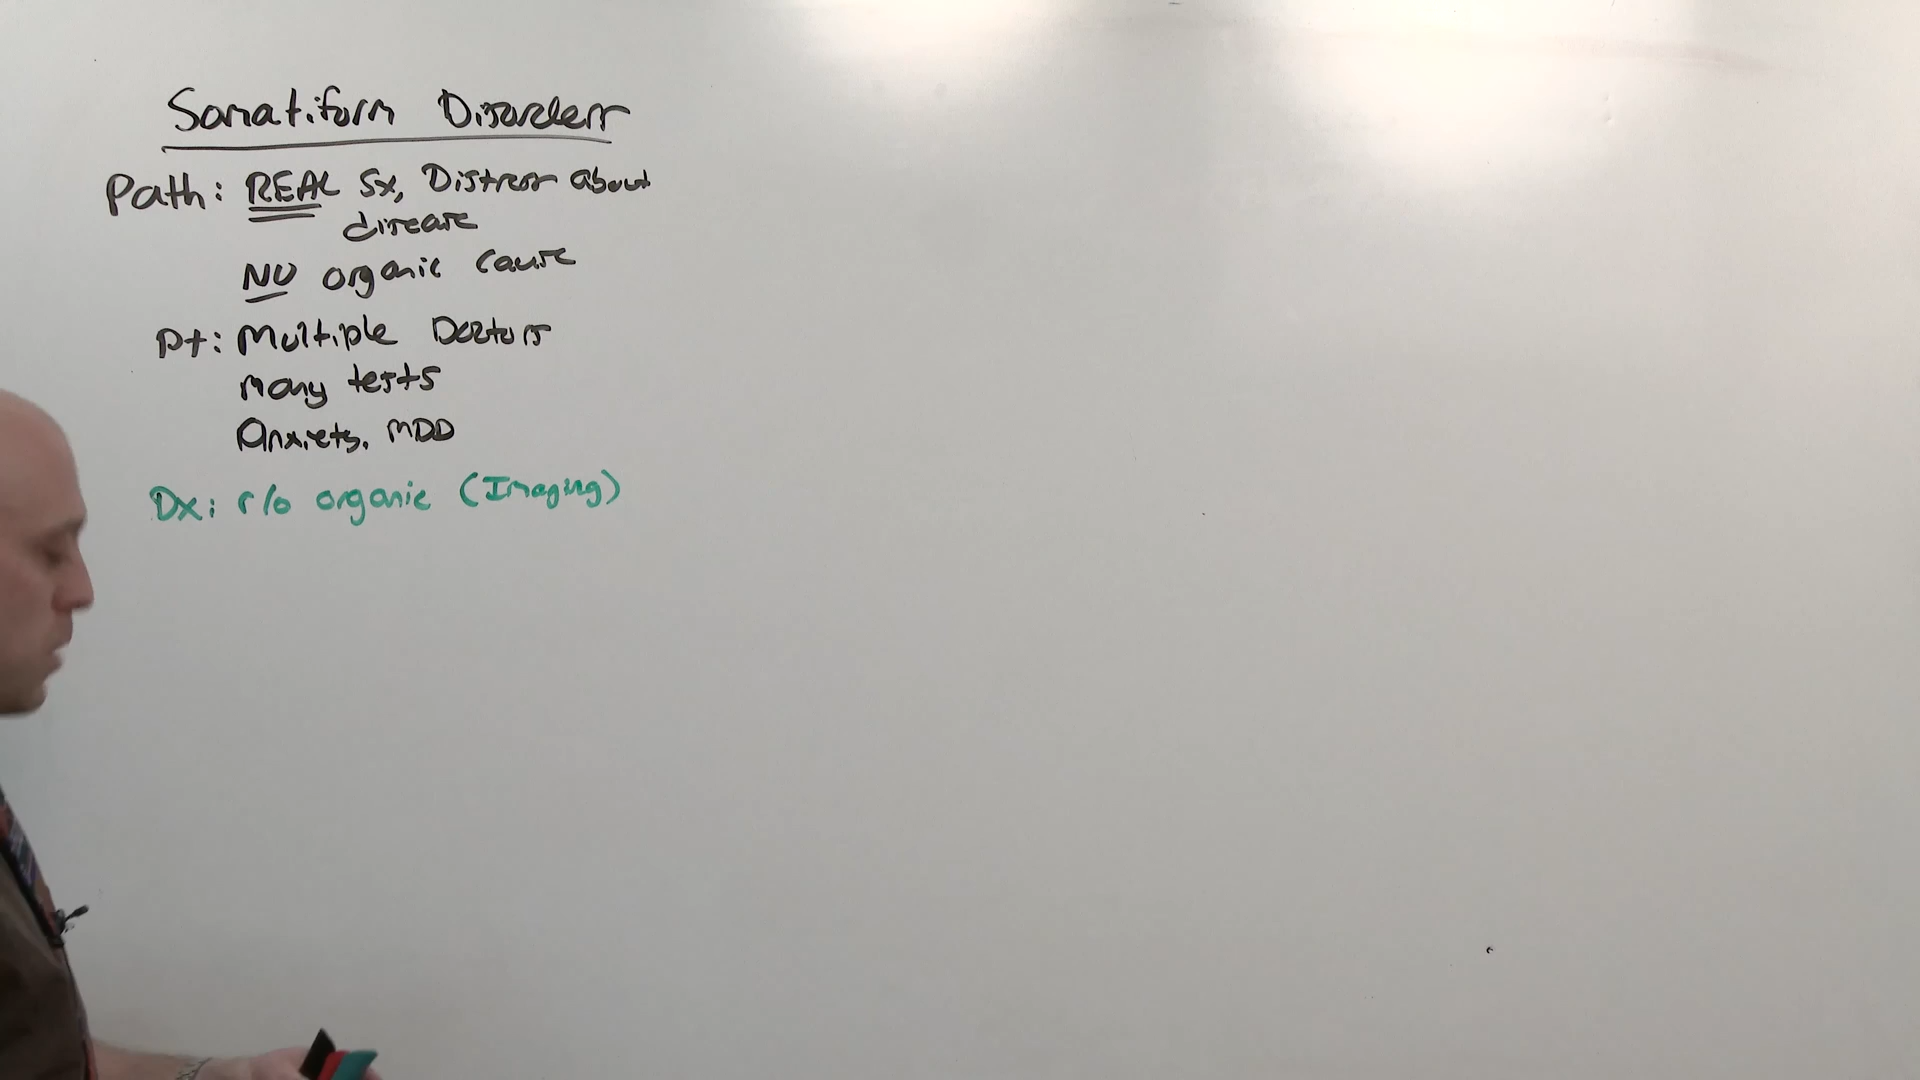 Somatiform Disorders
Path: REAL Sx, Distress about
disease
NO organic cause
Pt: Multiple Doctors
Many tests
Anxiety, MDD
Dx: r/o organic (Imaging)